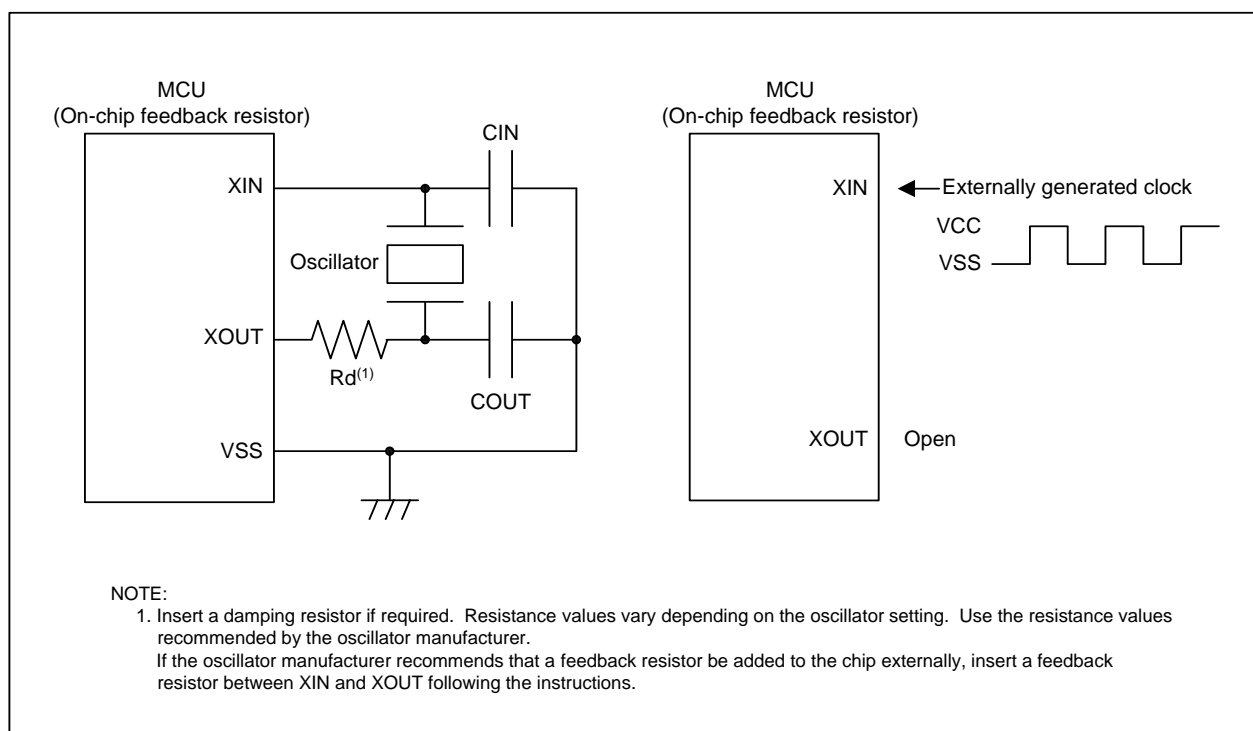 MCU
(On-chip feedback resistor)
CIN
XIN
Oscillator
XOUT
Rd(1)
COUT
VSS
MCU
(On-chip feedback resistor)
XIN
Externally generated clock
VCC
VSS
XOUT
Open
NOTE:
1. Insert a damping resistor if required. Resistance values vary depending on the oscillator setting. Use the resistance values
recommended by the oscillator manufacturer.
If the oscillator manufacturer recommends that a feedback resistor be added to the chip externally, insert a feedback
resistor between XIN and XOUT following the instructions.